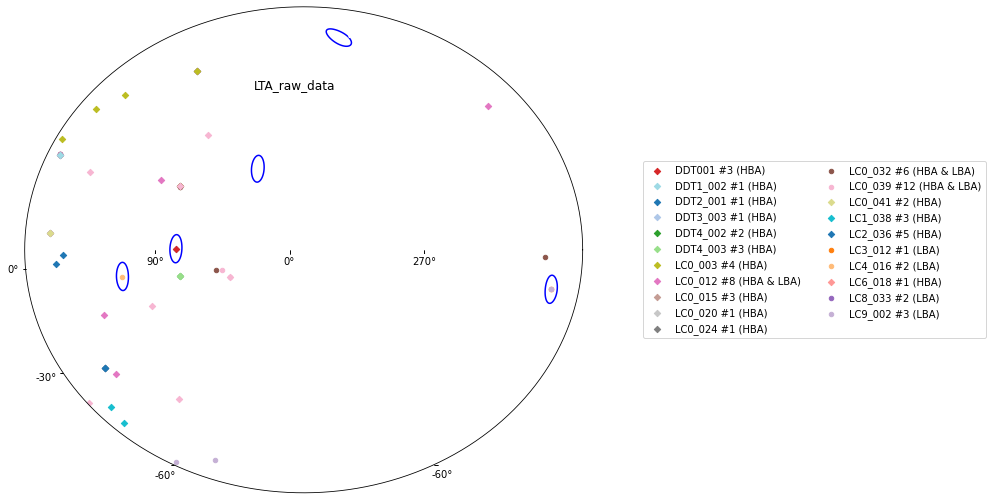 LTA_raw_data
90°
0°
270°
0°
-30°
-60°
-60°
DDT001 #3 (HBA)
DDT1_002 #1 (HBA)
DDT2_001 #1 (HBA)
DDT3_003 #1 (HBA)
DDT4_002 #2 (HBA)
DDT4_003 #3 (HBA)
LC0_003 #4 (HBA)
LC0_012 #8 (HBA & LBA)
LC0_015 #3 (HBA)
LC0_020 #1 (HBA)
LC0_024 #1 (HBA)
LC0_032 #6 (HBA & LBA)
LC0_039 #12 (HBA & LBA)
LC0_041 #2 (HBA)
LC1_038 #3 (HBA)
LC2_036 #5 (HBA)
LC3_012 #1 (LBA)
LC4_016 #2 (LBA)
LC6_018 #1 (HBA)
LC8_033 #2 (LBA)
LC9_002 #3 (LBA)